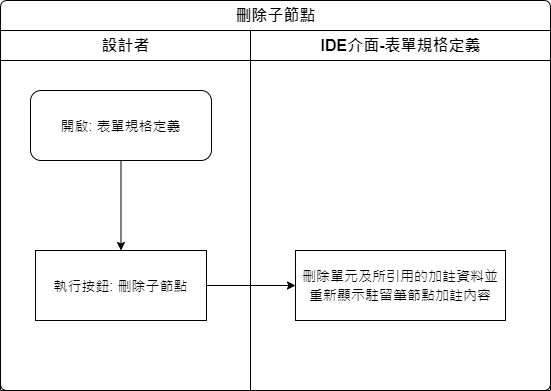 刪除子節點
設計者
IDE介面-表單規格定義
開啟: 表單規格定義
執行按鈕: 刪除子節點
刪除單元及所引用的加註資料並
重新顯示駐留筆節點加註內容